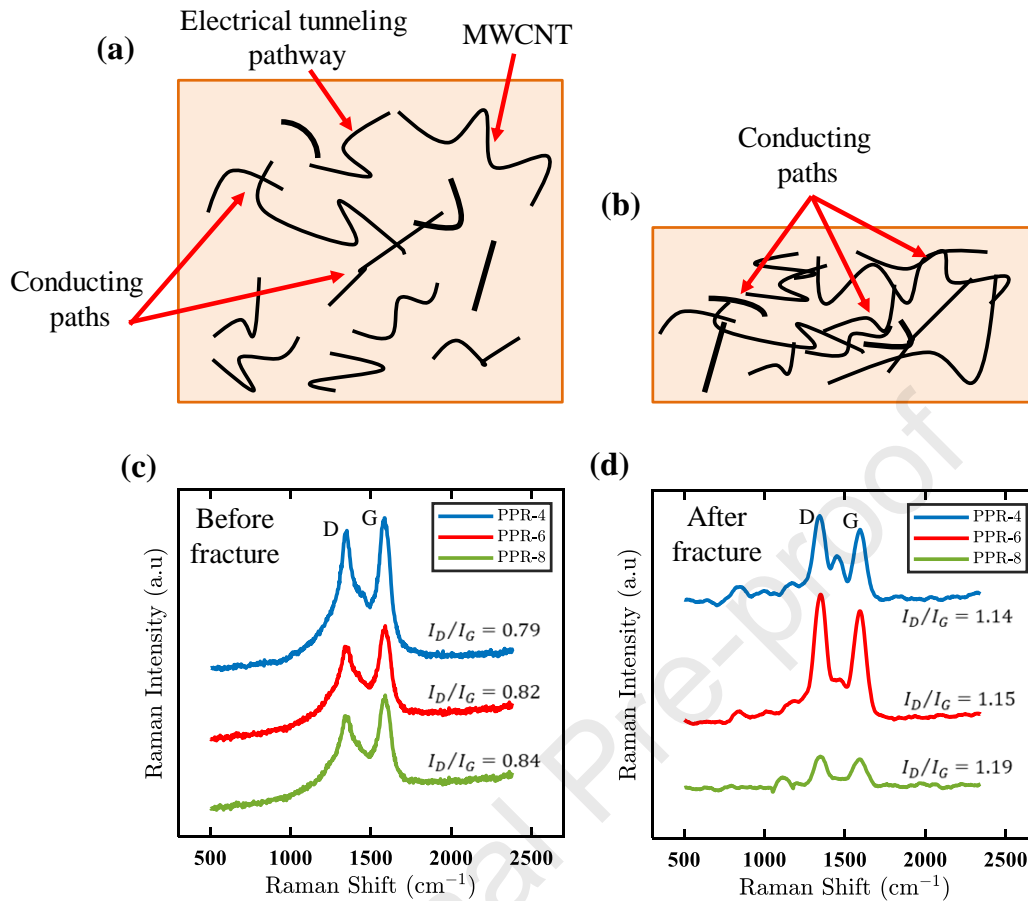 (a)
Electrical tunneling
pathway
MWCNT
Conducting
paths
(b)
Conducting
paths
(c)
Before
fracture
D
G
PPR-4
PPR-6
PPR-8
I_D/I_G = 0.79
I_D/I_G = 0.82
I_D/I_G = 0.84
Raman Intensity (a.u)
500 1000 1500 2000 2500
Raman Shift (cm⁻¹)
(d)
After
fracture
D
G
PPR-4
PPR-6
PPR-8
I_D/I_G = 1.14
I_D/I_G = 1.15
I_D/I_G = 1.19
Raman Intensity (a.u)
500 1000 1500 2000 2500
Raman Shift (cm⁻¹)
nal Pre-proof